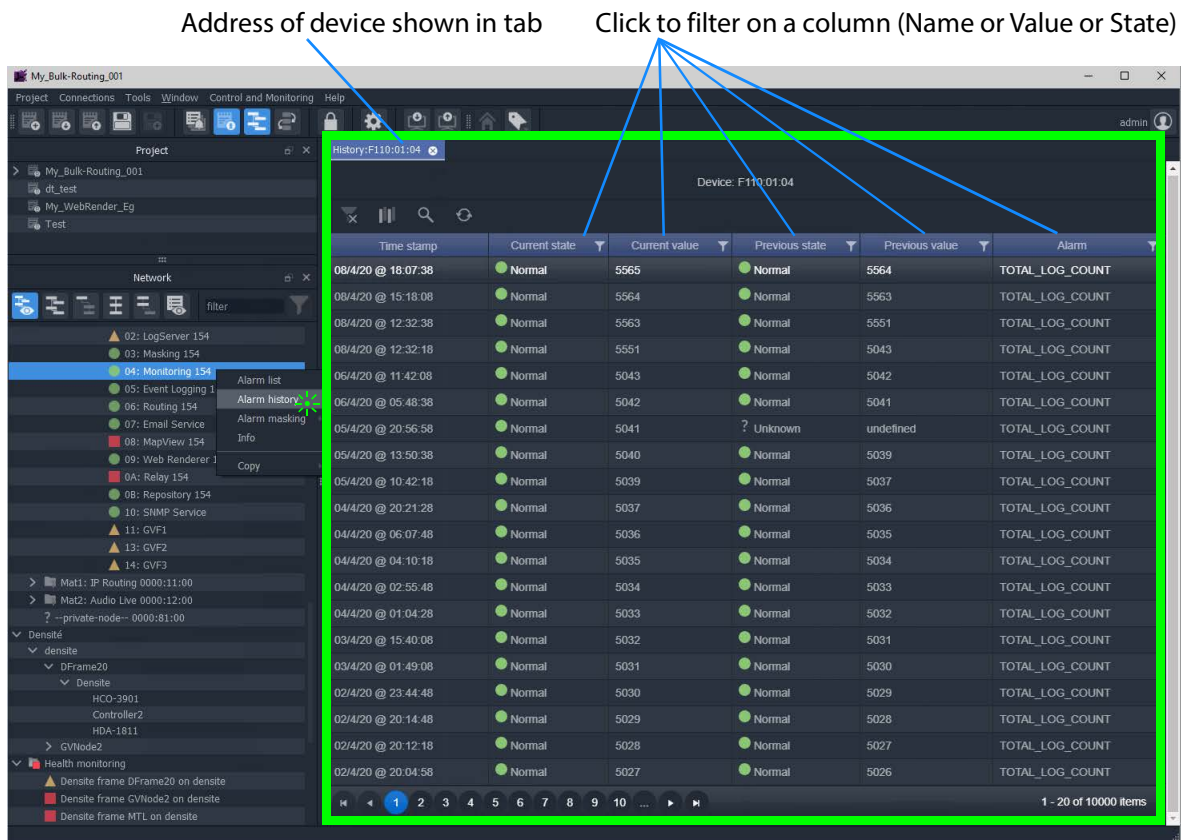 Address of device shown in tab
Click to filter on a column (Name or Value or State)
My_Bulk-Routing_001
Project Connections Tools Window Control and Monitoring Help
admin
Project
My_Bulk-Routing_001
dt_test
My_WebRender_Eg
Test
Network
filter
02: LogServer 154
03: Masking 154
04: Monitoring 154
05: Event Logging 1
06: Routing 154
07: Email Service
08: MapView 154
09: Web Renderer 1
0A: Relay 154
0B: Repository 154
10: SNMP Service
11: GVF1
13: GVF2
14: GVF3
Mat1: IP Routing 0000:11:00
Mat2: Audio Live 0000:12:00
? --private-node-- 0000:81:00
Densité
densite
DFrame20
Densite
HCO-3901
Controller2
HDA-1811
GVNode2
Health monitoring
Densite frame DFrame20 on densite
Densite frame GVNode2 on densite
Densite frame MTL on densite
Alarm list
Alarm history
Alarm masking
Info
Copy
History:F110:01:04
Device: F110:01:04
Time stamp Current state Current value Previous state Previous value Alarm
08/4/20 @ 18:07:38 Normal 5565 Normal 5564 TOTAL_LOG_COUNT
08/4/20 @ 15:18:08 Normal 5564 Normal 5563 TOTAL_LOG_COUNT
08/4/20 @ 12:32:38 Normal 5563 Normal 5551 TOTAL_LOG_COUNT
08/4/20 @ 12:32:18 Normal 5551 Normal 5043 TOTAL_LOG_COUNT
06/4/20 @ 11:42:08 Normal 5043 Normal 5042 TOTAL_LOG_COUNT
06/4/20 @ 05:48:38 Normal 5042 Normal 5041 TOTAL_LOG_COUNT
05/4/20 @ 20:56:58 Normal 5041 ? Unknown undefined TOTAL_LOG_COUNT
05/4/20 @ 13:50:38 Normal 5040 Normal 5039 TOTAL_LOG_COUNT
05/4/20 @ 10:42:18 Normal 5039 Normal 5037 TOTAL_LOG_COUNT
04/4/20 @ 20:21:28 Normal 5037 Normal 5036 TOTAL_LOG_COUNT
04/4/20 @ 06:07:48 Normal 5036 Normal 5035 TOTAL_LOG_COUNT
04/4/20 @ 04:10:18 Normal 5035 Normal 5034 TOTAL_LOG_COUNT
04/4/20 @ 02:55:48 Normal 5034 Normal 5033 TOTAL_LOG_COUNT
04/4/20 @ 01:04:28 Normal 5033 Normal 5032 TOTAL_LOG_COUNT
03/4/20 @ 15:40:08 Normal 5032 Normal 5031 TOTAL_LOG_COUNT
03/4/20 @ 01:49:08 Normal 5031 Normal 5030 TOTAL_LOG_COUNT
02/4/20 @ 23:44:48 Normal 5030 Normal 5029 TOTAL_LOG_COUNT
02/4/20 @ 20:14:48 Normal 5029 Normal 5028 TOTAL_LOG_COUNT
02/4/20 @ 20:12:18 Normal 5028 Normal 5027 TOTAL_LOG_COUNT
02/4/20 @ 20:04:58 Normal 5027 Normal 5026 TOTAL_LOG_COUNT
1 2 3 4 5 6 7 8 9 10 ... 1 - 20 of 10000 items